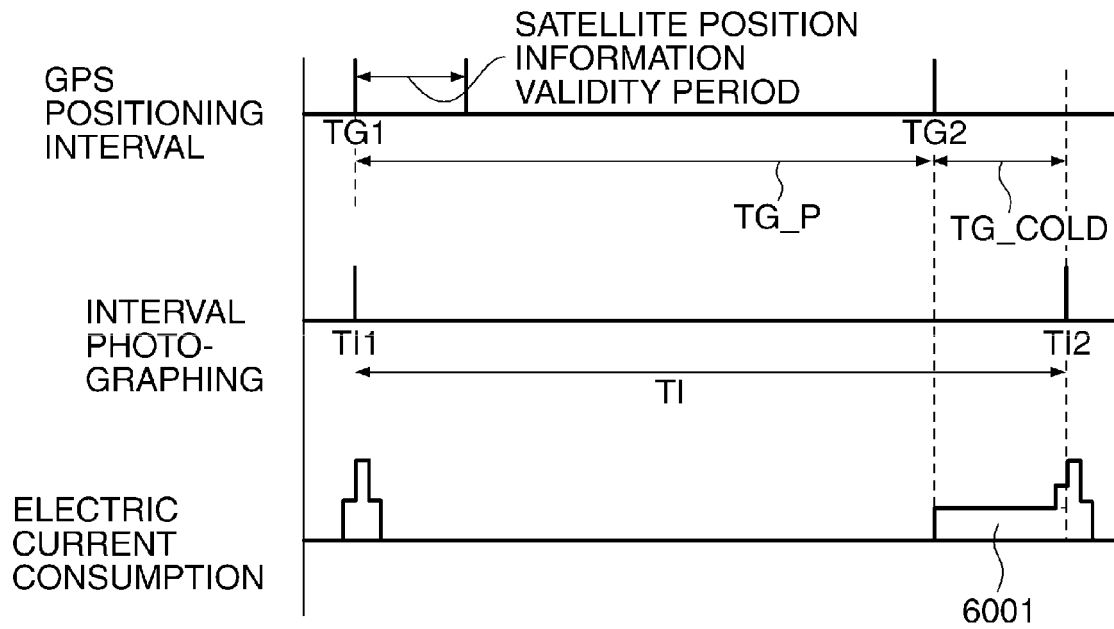 SATELLITE POSITION
INFORMATION
VALIDITY PERIOD
GPS
POSITIONING
INTERVAL
TG1
TG2
TG_P
TG_COLD
INTERVAL
PHOTO-
GRAPHING
TI1
TI2
TI
ELECTRIC
CURRENT
CONSUMPTION
6001